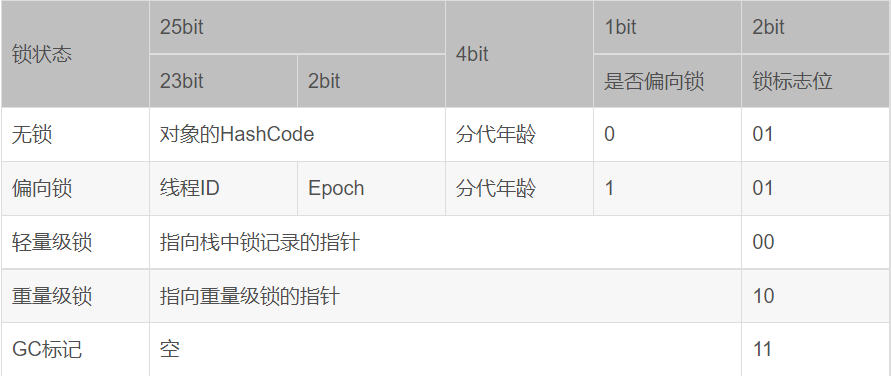 锁状态 25bit 4bit 1bit 2bit
23bit 2bit 是否偏向锁 锁标志位
无锁 对象的HashCode 分代年龄 0 01
偏向锁 线程ID Epoch 分代年龄 1 01
轻量级锁 指向栈中锁记录的指针 00
重量级锁 指向重量级锁的指针 10
GC标记 空 11